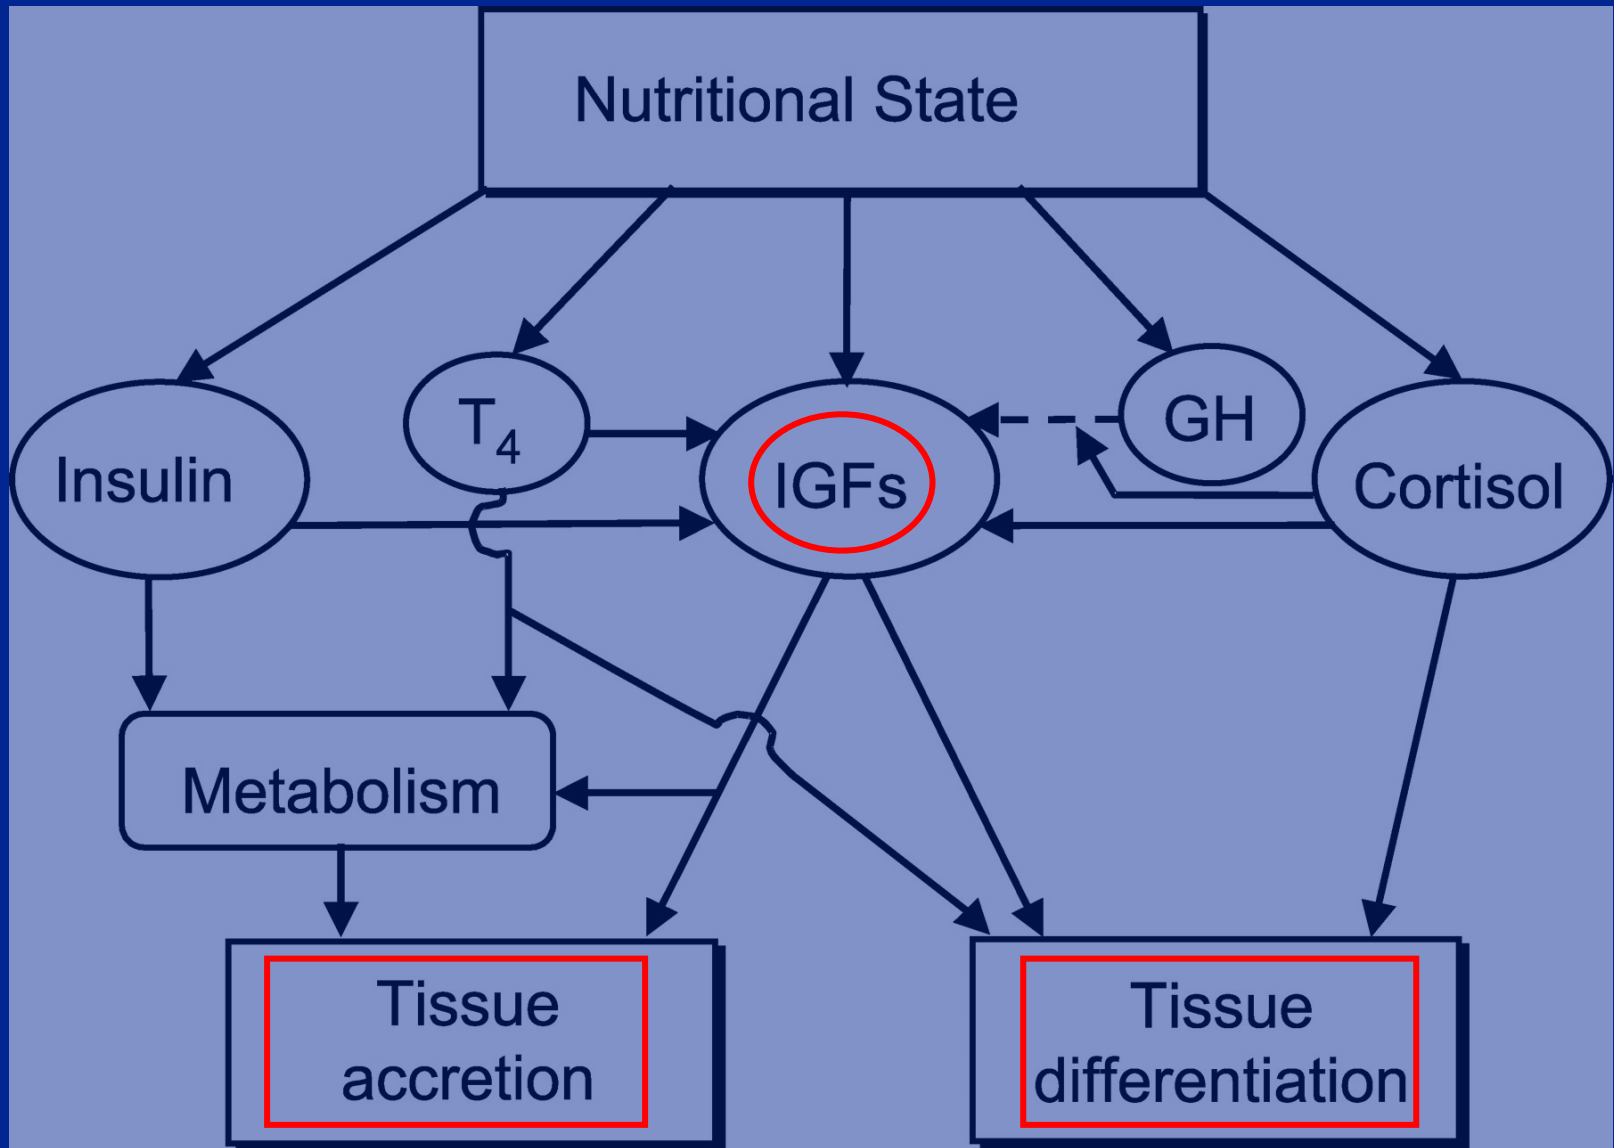 Nutritional State
Insulin
T₄
IGFs
GH
Cortisol
Metabolism
Tissue
accretion
Tissue
differentiation